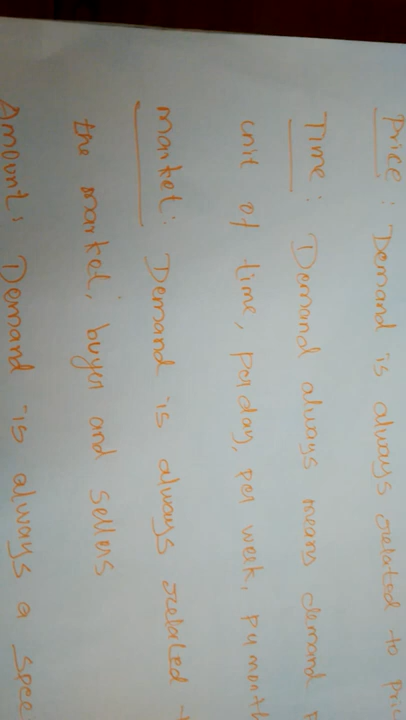 Price : Demand is always related to
Time : Demand always means demand
unit of time, per day, per week, per month
market : Demand is always related
the market, buyer and sellers
Amount : Demand is always a